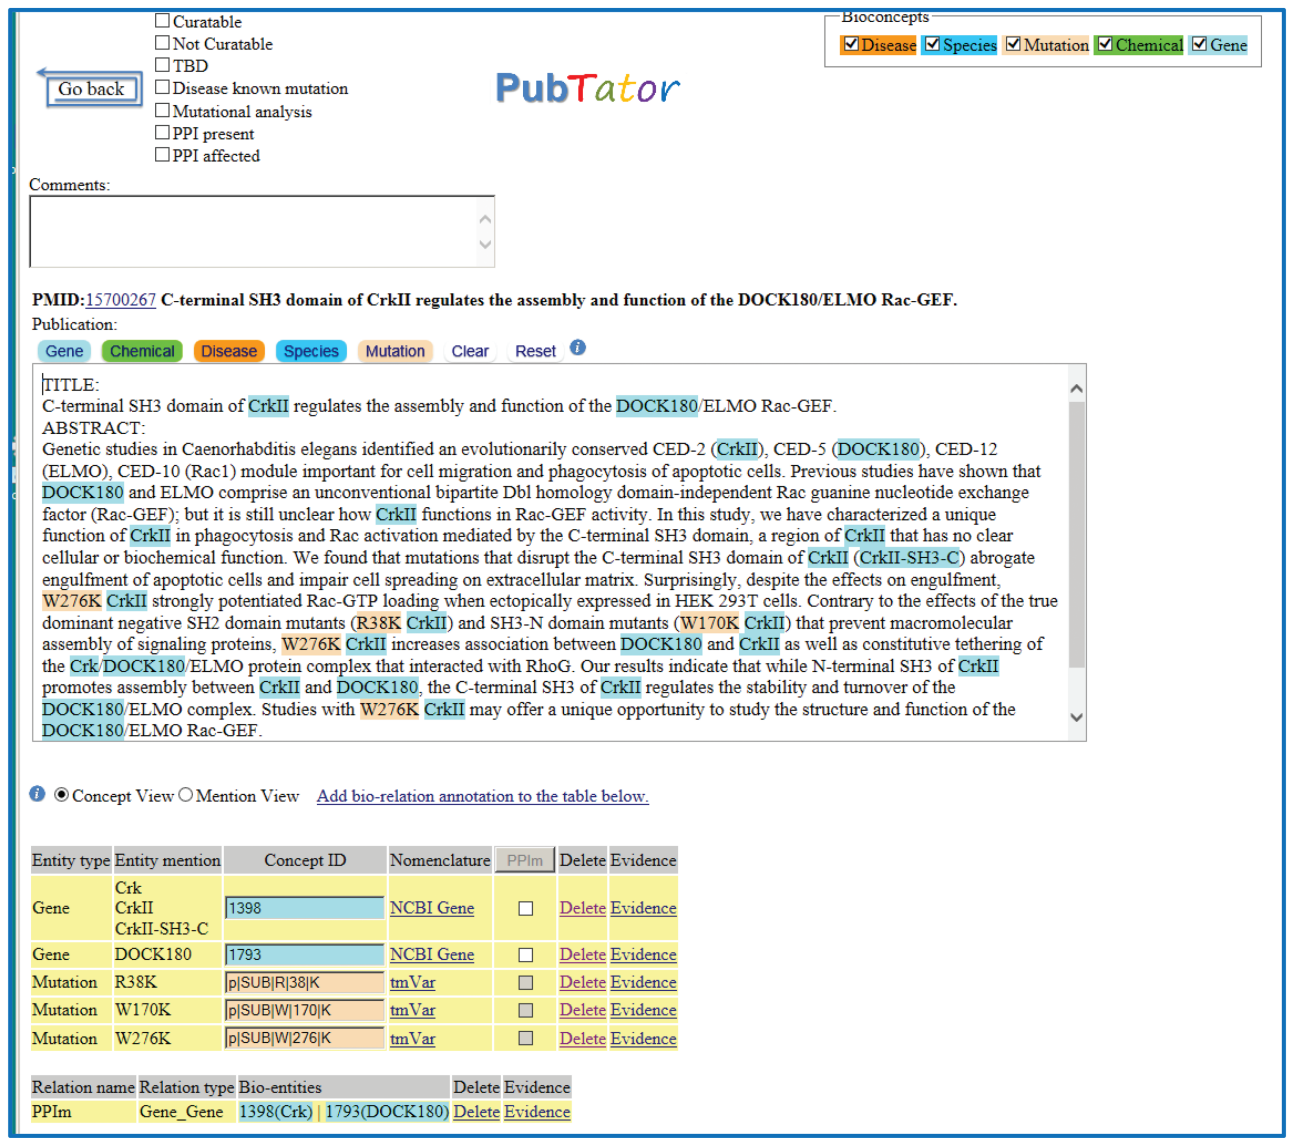 Curatable
Not Curatable
TBD
Disease known mutation
Mutational analysis
PPI present
PPI affected
Go back
PubTator
Bioconcepts
Disease Species Mutation Chemical Gene
Comments:
PMID:15700267 C-terminal SH3 domain of CrkII regulates the assembly and function of the DOCK180/ELMO Rac-GEF.
Publication:
Gene Chemical Disease Species Mutation Clear Reset i
TITLE:
C-terminal SH3 domain of CrkII regulates the assembly and function of the DOCK180/ELMO Rac-GEF.
ABSTRACT:
Genetic studies in Caenorhabditis elegans identified an evolutionarily conserved CED-2 (CrkII), CED-5 (DOCK180), CED-12
(ELMO), CED-10 (Rac1) module important for cell migration and phagocytosis of apoptotic cells. Previous studies have shown that
DOCK180 and ELMO comprise an unconventional bipartite Dbl homology domain-independent Rac guanine nucleotide exchange
factor (Rac-GEF); but it is still unclear how CrkII functions in Rac-GEF activity. In this study, we have characterized a unique
function of CrkII in phagocytosis and Rac activation mediated by the C-terminal SH3 domain, a region of CrkII that has no clear
cellular or biochemical function. We found that mutations that disrupt the C-terminal SH3 domain of CrkII (CrkII-SH3-C) abrogate
engulfment of apoptotic cells and impair cell spreading on extracellular matrix. Surprisingly, despite the effects on engulfment,
W276K CrkII strongly potentiated Rac-GTP loading when ectopically expressed in HEK 293T cells. Contrary to the effects of the true
dominant negative SH2 domain mutants (R38K CrkII) and SH3-N domain mutants (W170K CrkII) that prevent macromolecular
assembly of signaling proteins, W276K CrkII increases association between DOCK180 and CrkII as well as constitutive tethering of
the Crk/DOCK180/ELMO protein complex that interacted with RhoG. Our results indicate that while N-terminal SH3 of CrkII
promotes assembly between CrkII and DOCK180, the C-terminal SH3 of CrkII regulates the stability and turnover of the
DOCK180/ELMO complex. Studies with W276K CrkII may offer a unique opportunity to study the structure and function of the
DOCK180/ELMO Rac-GEF.
i Concept View Mention View Add bio-relation annotation to the table below.
Entity type Entity mention Concept ID Nomenclature PPIm Delete Evidence
Crk
Gene CrkII 1398 NCBI Gene Delete Evidence
CrkII-SH3-C
Gene DOCK180 1793 NCBI Gene Delete Evidence
Mutation R38K p|SUB|R|38|K tmVar Delete Evidence
Mutation W170K p|SUB|W|170|K tmVar Delete Evidence
Mutation W276K p|SUB|W|276|K tmVar Delete Evidence
Relation name Relation type Bio-entities Delete Evidence
PPIm Gene_Gene 1398(Crk) | 1793(DOCK180) Delete Evidence